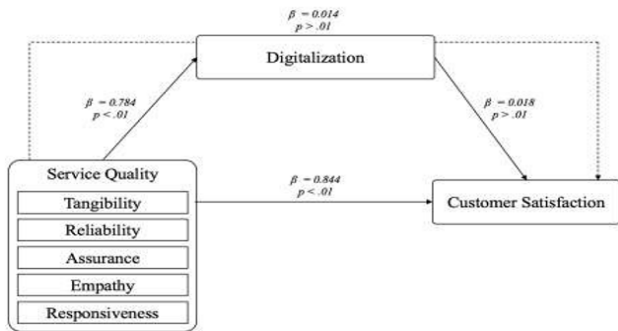 β = 0.014
p > .01
Digitalization
β = 0.784
p < .01
β = 0.018
p > .01
Service Quality
Tangibility
Reliability
Assurance
Empathy
Responsiveness
β = 0.844
p < .01
Customer Satisfaction